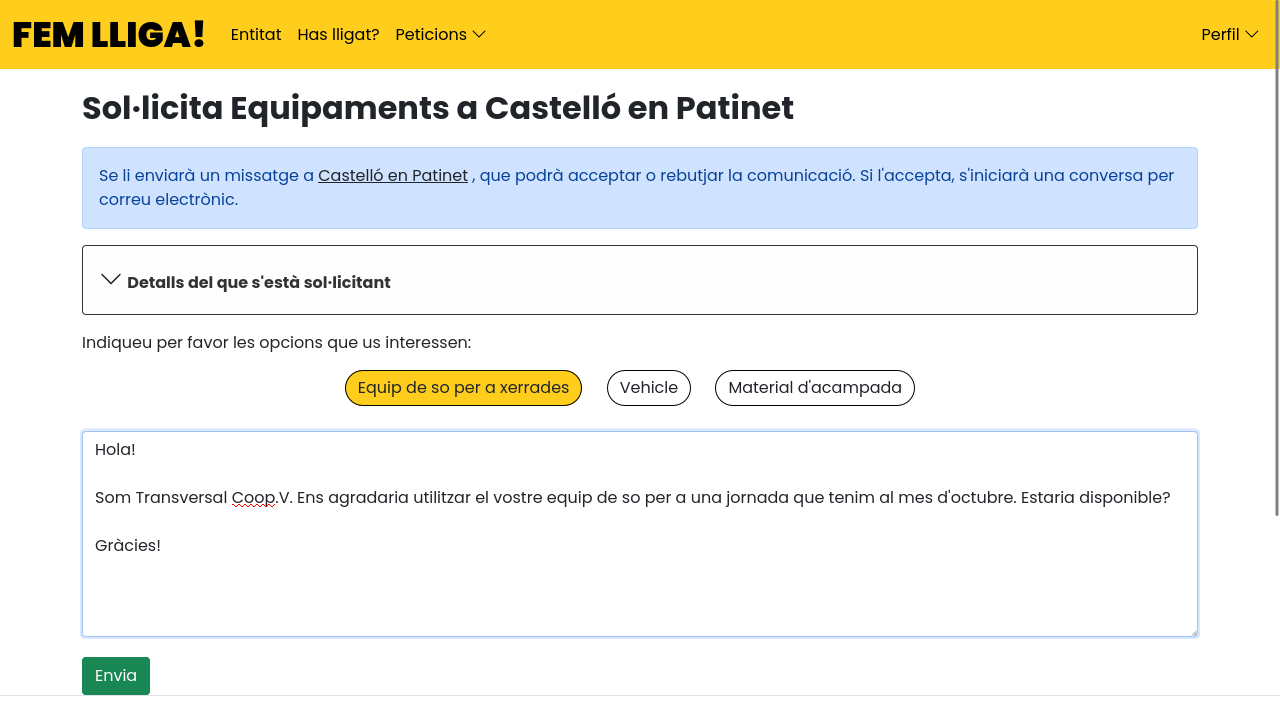 FEM LLIGA! Entitat Has lligat? Peticions Perfil
Sol·licita Equipaments a Castelló en Patinet
Se li enviarà un missatge a Castelló en Patinet , que podrà acceptar o rebutjar la comunicació. Si l'accepta, s'iniciarà una conversa per
correu electrònic.
Detalls del que s'està sol·licitant
Indiqueu per favor les opcions que us interessen:
Equip de so per a xerrades Vehicle Material d'acampada
Hola!
Som Transversal Coop.V. Ens agradaria utilitzar el vostre equip de so per a una jornada que tenim al mes d'octubre. Estaria disponible?
Gràcies!
Envia